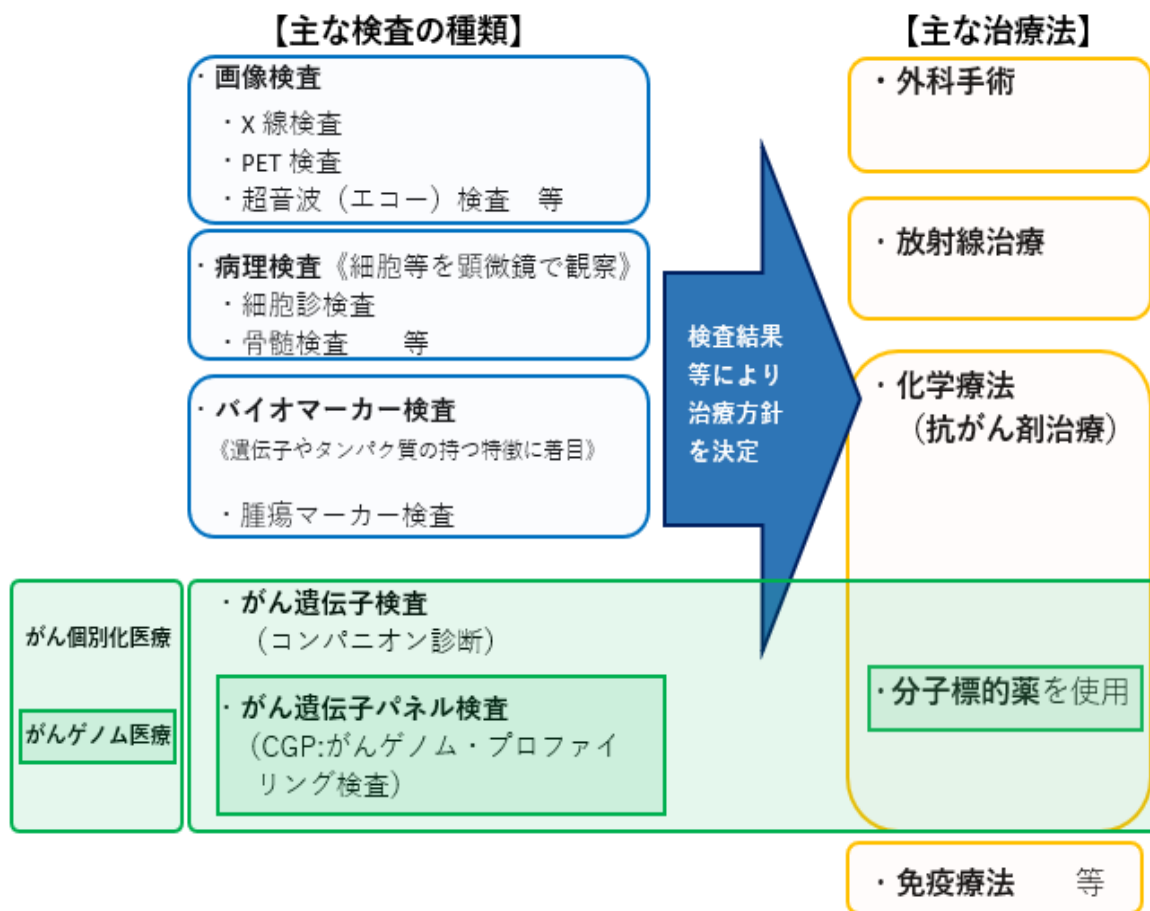 【主な検査の種類】
・画像検査
・X 線検査
・PET 検査
・超音波（エコー）検査　等
・病理検査《細胞等を顕微鏡で観察》
・細胞診検査
・骨髄検査　　等
・バイオマーカー検査
《遺伝子やタンパク質の持つ特徴に着目》
・腫瘍マーカー検査
がん個別化医療
がんゲノム医療
・がん遺伝子検査
（コンパニオン診断）
・がん遺伝子パネル検査
（CGP:がんゲノム・プロファイ
リング検査）
検査結果
等により
治療方針
を決定
【主な治療法】
・外科手術
・放射線治療
・化学療法
（抗がん剤治療）
・分子標的薬を使用
・免疫療法　　等